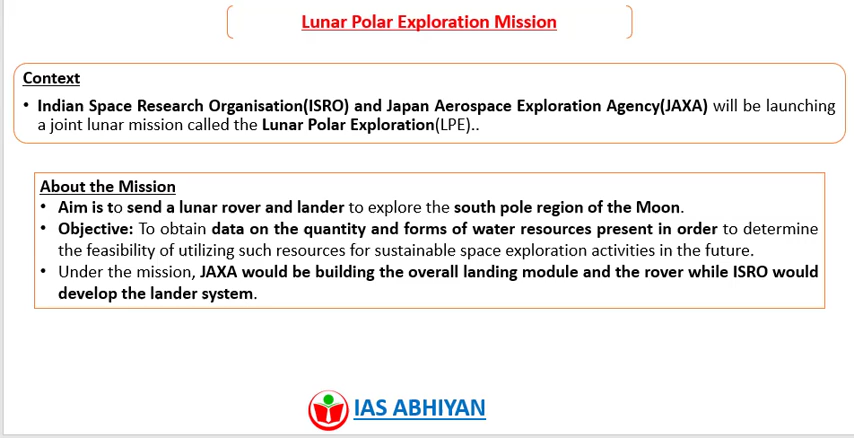 Lunar Polar Exploration Mission
Context
• Indian Space Research Organisation(ISRO) and Japan Aerospace Exploration Agency(JAXA) will be launching
a joint lunar mission called the Lunar Polar Exploration(LPE)..
About the Mission
• Aim is to send a lunar rover and lander to explore the south pole region of the Moon.
• Objective: To obtain data on the quantity and forms of water resources present in order to determine
the feasibility of utilizing such resources for sustainable space exploration activities in the future.
• Under the mission, JAXA would be building the overall landing module and the rover while ISRO would
develop the lander system.
IAS ABHIYAN